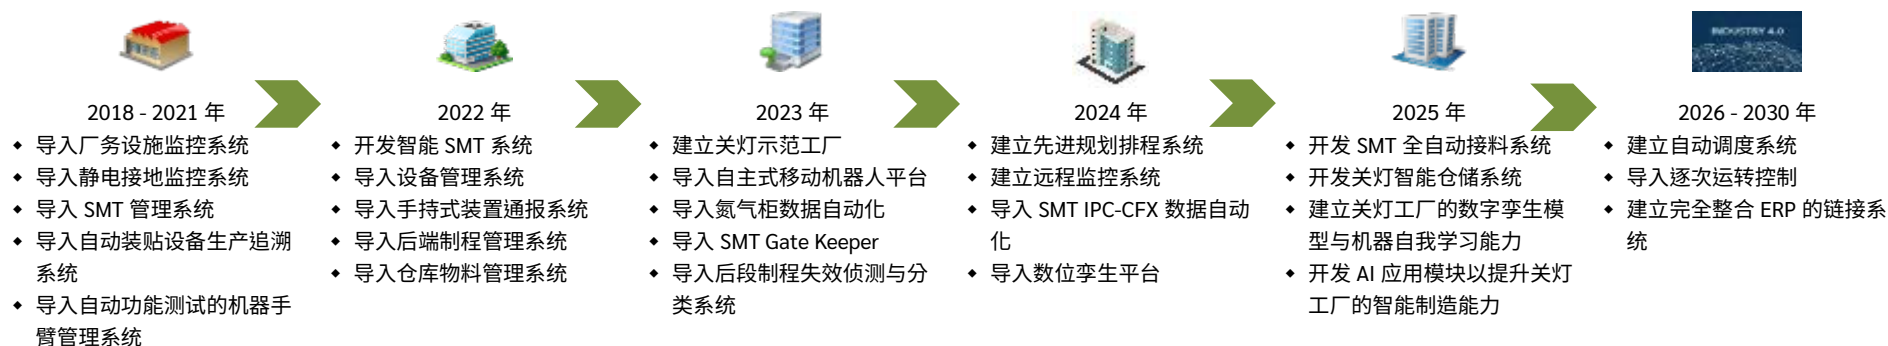 INDUSTRY 4.0
2018 - 2021 年
导入厂务设施监控系统
导入静电接地监控系统
导入 SMT 管理系统
导入自动装贴设备生产追溯
系统
导入自动功能测试的机器手
臂管理系统
2022 年
开发智能 SMT 系统
导入设备管理系统
导入手持式装置通报系统
导入后端制程管理系统
导入仓库物料管理系统
2023 年
建立关灯示范工厂
导入自主式移动机器人平台
导入氮气柜数据自动化
导入 SMT Gate Keeper
导入后段制程失效侦测与分
类系统
2024 年
建立先进规划排程系统
建立远程监控系统
导入 SMT IPC-CFX 数据自动
化
导入数位孪生平台
2025 年
开发 SMT 全自动接料系统
开发关灯智能仓储系统
建立关灯工厂的数字孪生模
型与机器自我学习能力
开发 AI 应用模块以提升关灯
工厂的智能制造能力
2026 - 2030 年
建立自动调度系统
导入逐次运转控制
建立完全整合 ERP 的链接系
统